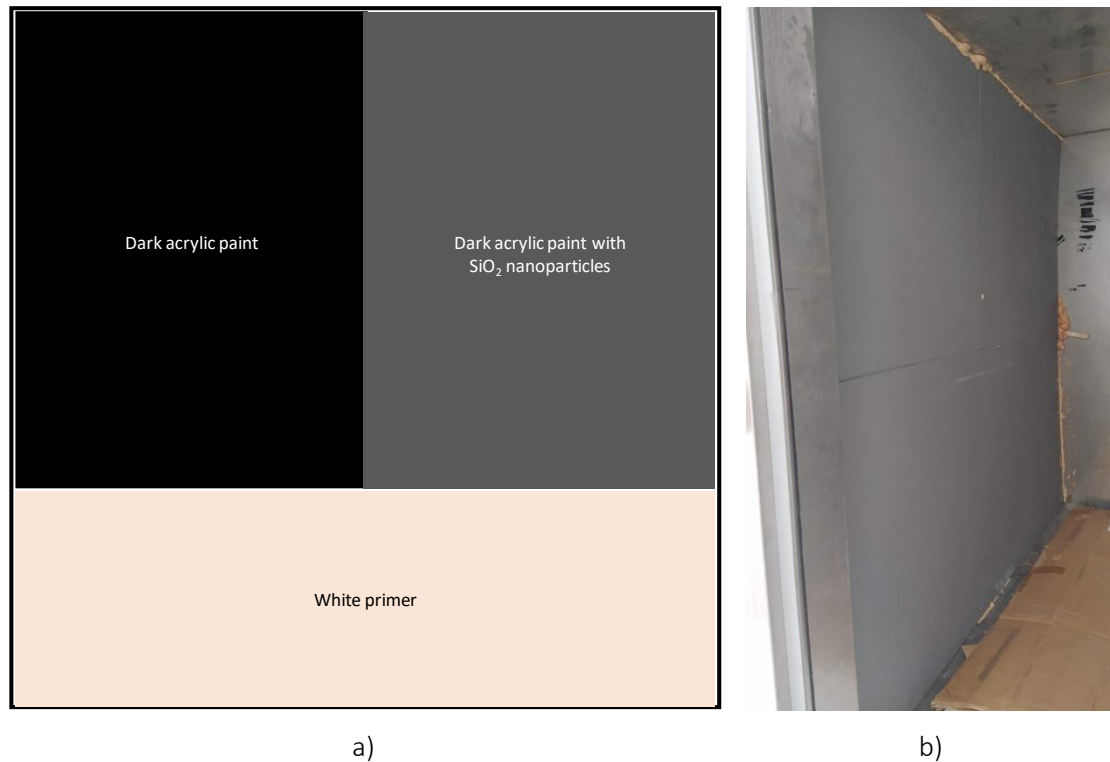 Dark acrylic paint
Dark acrylic paint with
SiO₂ nanoparticles
White primer
a)
b)